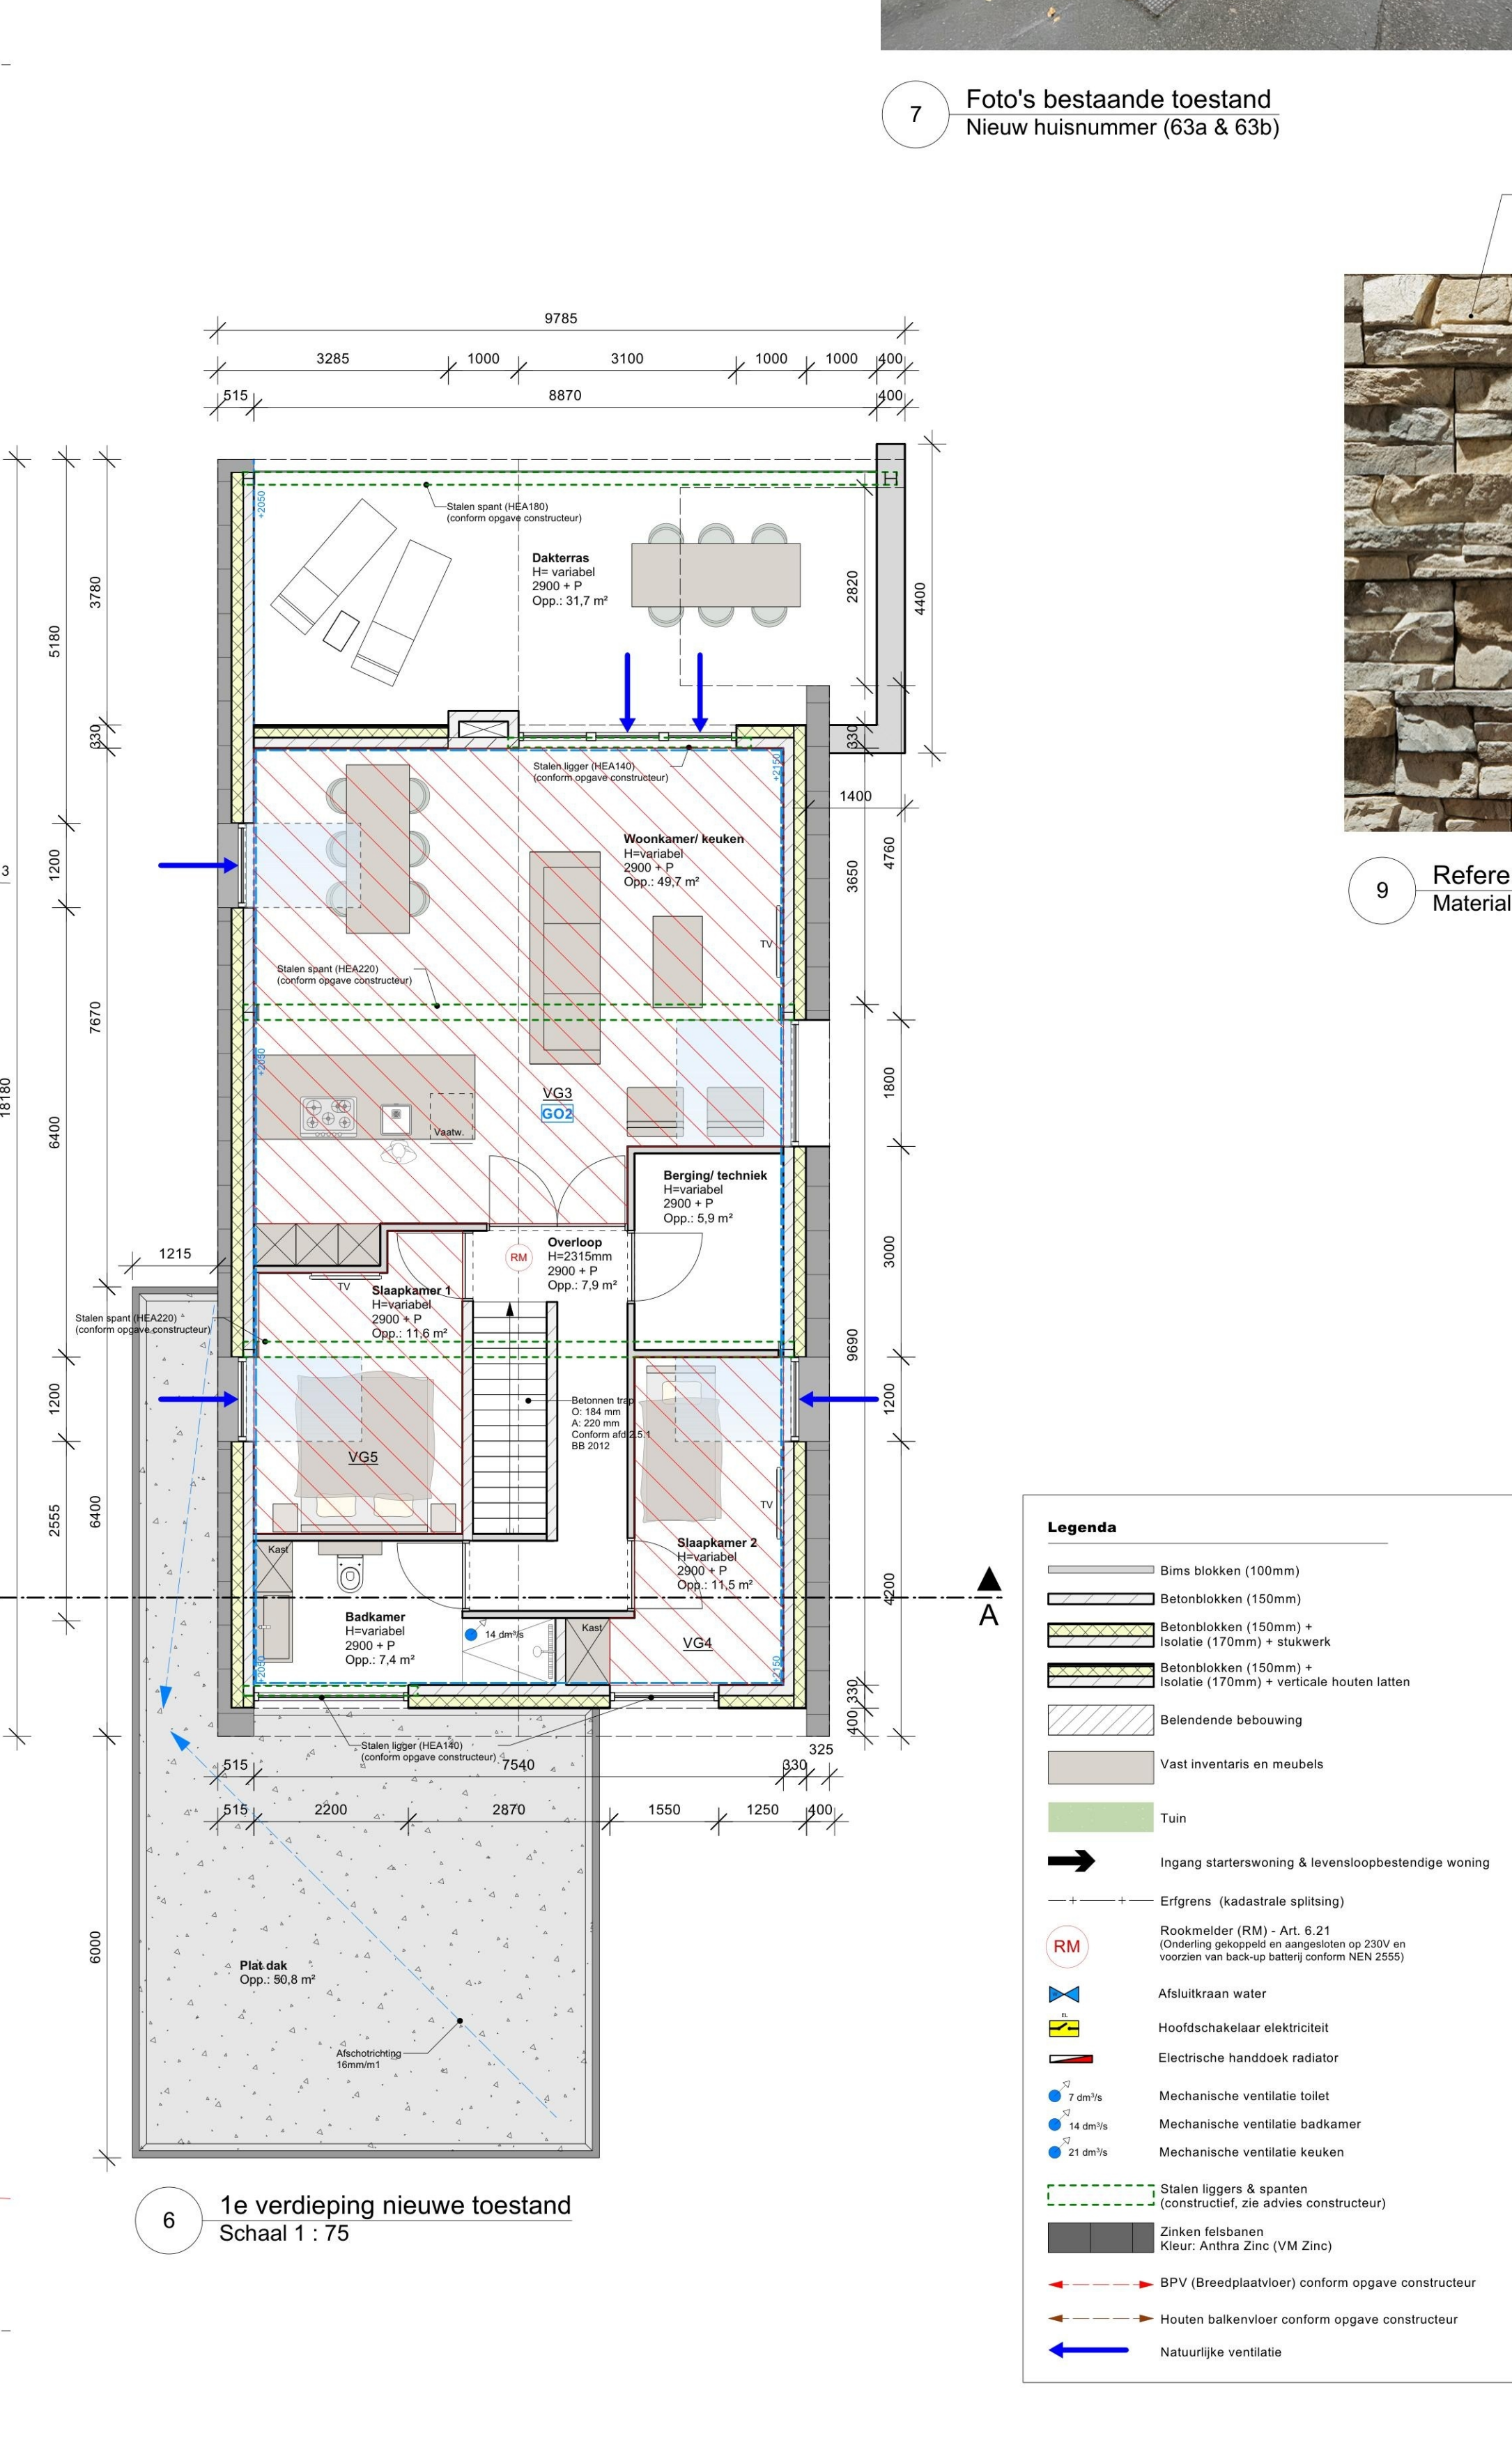 7
Foto's bestaande toestand
Nieuw huisnummer (63a & 63b)
9785
3285
1000
3100
1000
1000
400
515
8870
400
+2050
Stalen spant (HEA180)
(conform opgave constructeur)
Dakterras
H= variabel
2900 + P
Opp.: 31,7 m²
3780
5180
330
2820
4400
330
Stalen ligger (HEA140)
(conform opgave constructeur)
+2150
1400
Woonkamer/ keuken
H=variabel
2900 + P
Opp.: 49,7 m²
TV
1200
3650
4760
3
9
Refere
Material
Stalen spant (HEA220)
(conform opgave constructeur)
7670
18180
6400
+2050
VG3
GO2
Vaatw.
1800
Berging/ techniek
H=variabel
2900 + P
Opp.: 5,9 m²
Overloop
H=2315mm
2900 + P
Opp.: 7,9 m²
RM
3000
1215
TV
Slaapkamer 1
H=variabel
2900 + P
Opp.: 11,6 m²
Stalen spant (HEA220)
(conform opgave constructeur)
9690
1200
1200
Betonnen trap
O: 184 mm
A: 220 mm
Conform afd 2.5.1
BB 2012
VG5
2555
6400
TV
Kast
Slaapkamer 2
H=variabel
2900 + P
Opp.: 11,5 m²
4200
A
Badkamer
H=variabel
2900 + P
Opp.: 7,4 m²
14 dm³/s
Kast
VG4
+2050
+2150
330
400
Stalen ligger (HEA140)
(conform opgave constructeur)
515
7540
330
325
515
2200
2870
1550
1250
400
6000
Plat dak
Opp.: 50,8 m²
Afschotrichting
16mm/m1
6
1e verdieping nieuwe toestand
Schaal 1 : 75
Legenda
Bims blokken (100mm)
Betonblokken (150mm)
Betonblokken (150mm) +
Isolatie (170mm) + stukwerk
Betonblokken (150mm) +
Isolatie (170mm) + verticale houten latten
Belendende bebouwing
Vast inventaris en meubels
Tuin
Ingang starterswoning & levensloopbestendige woning
Erfgrens (kadastrale splitsing)
RM
Rookmelder (RM) - Art. 6.21
(Onderling gekoppeld en aangesloten op 230V en
voorzien van back-up batterij conform NEN 2555)
Afsluitkraan water
EL
Hoofdschakelaar elektriciteit
Electrische handdoek radiator
7 dm³/s
Mechanische ventilatie toilet
14 dm³/s
Mechanische ventilatie badkamer
21 dm³/s
Mechanische ventilatie keuken
Stalen liggers & spanten
(constructief, zie advies constructeur)
Zinken felsbanen
Kleur: Anthra Zinc (VM Zinc)
BPV (Breedplaatvloer) conform opgave constructeur
Houten balkenvloer conform opgave constructeur
Natuurlijke ventilatie